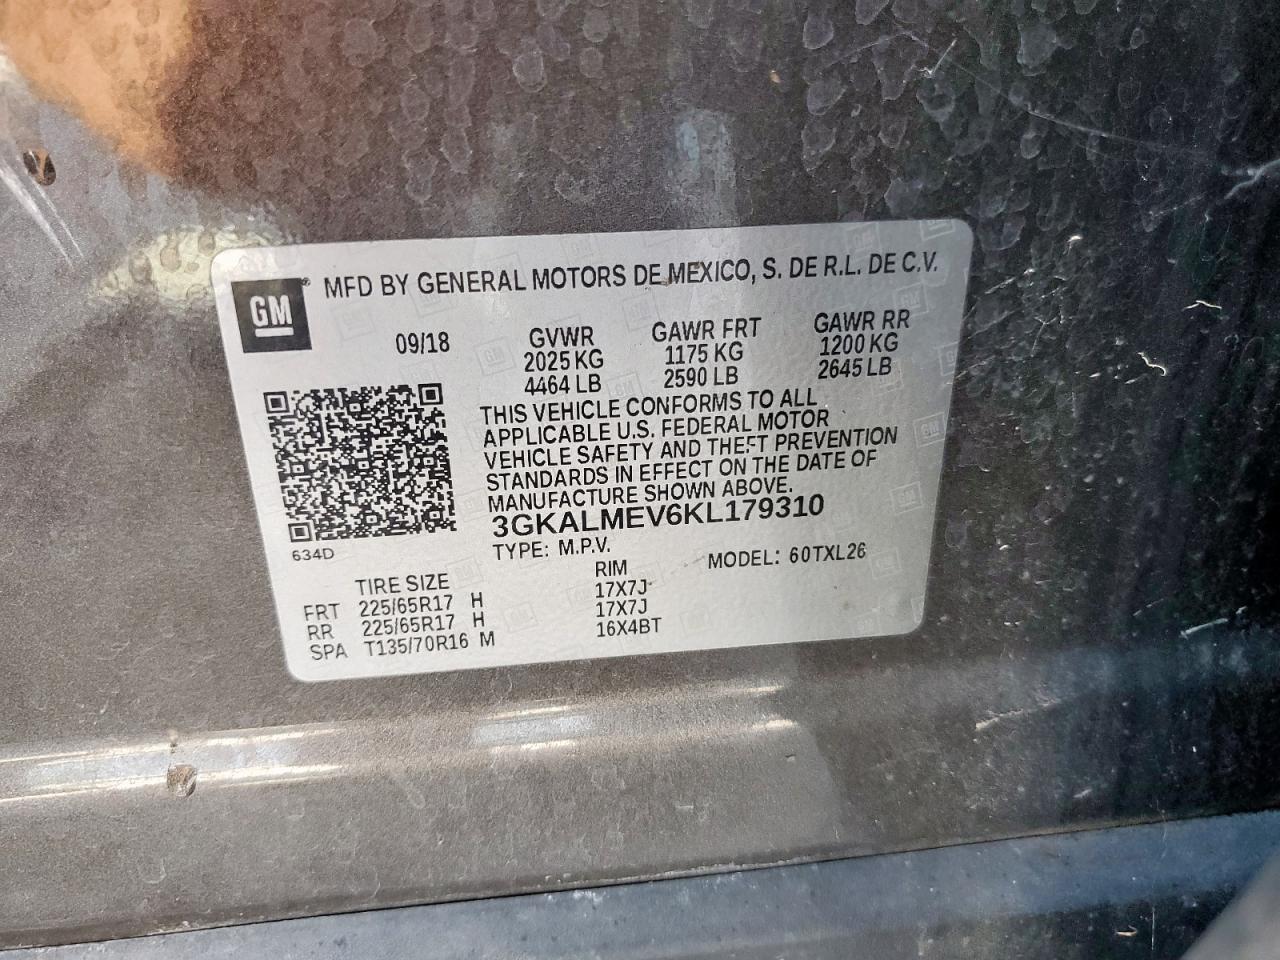 GM MFD BY GENERAL MOTORS DE MEXICO, S. DE R.L. DE C.V.
09/18 GVWR GAWR FRT GAWR RR
2025 KG 1175 KG 1200 KG
4464 LB 2590 LB 2645 LB
THIS VEHICLE CONFORMS TO ALL
APPLICABLE U.S. FEDERAL MOTOR
VEHICLE SAFETY AND THEFT PREVENTION
STANDARDS IN EFFECT ON THE DATE OF
MANUFACTURE SHOWN ABOVE.
3GKALMEV6KL179310
634D
TYPE: M.P.V. MODEL: 60TXL26
TIRE SIZE RIM
FRT 225/65R17 H 17X7J
RR 225/65R17 H 17X7J
SPA T135/70R16 M 16X4BT